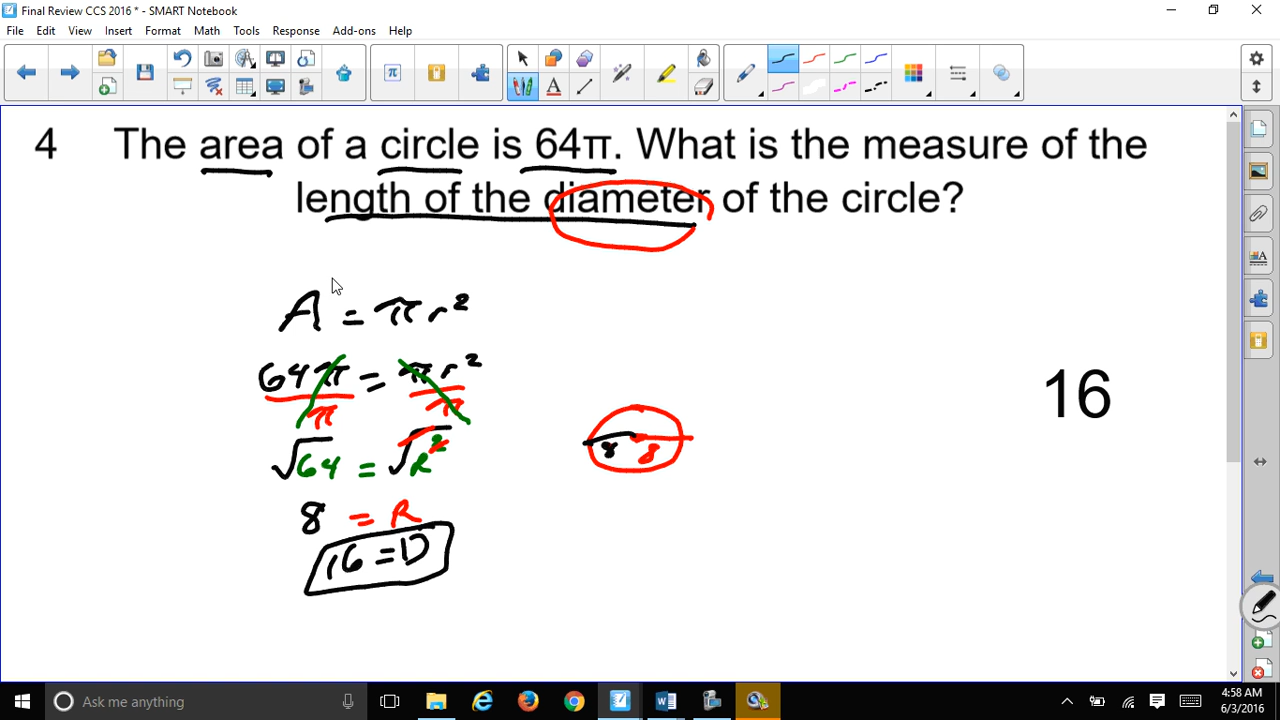 Final Review CCS 2016 * - SMART Notebook
File Edit View Insert Format Math Tools Response Add-ons Help
4 The area of a circle is 64π. What is the measure of the
length of the diameter of the circle?
A = πr²
64π = πr²
π π
√64 = √R²
8 = R
16 = D
8 8
16
Ask me anything
4:58 AM
6/3/2016